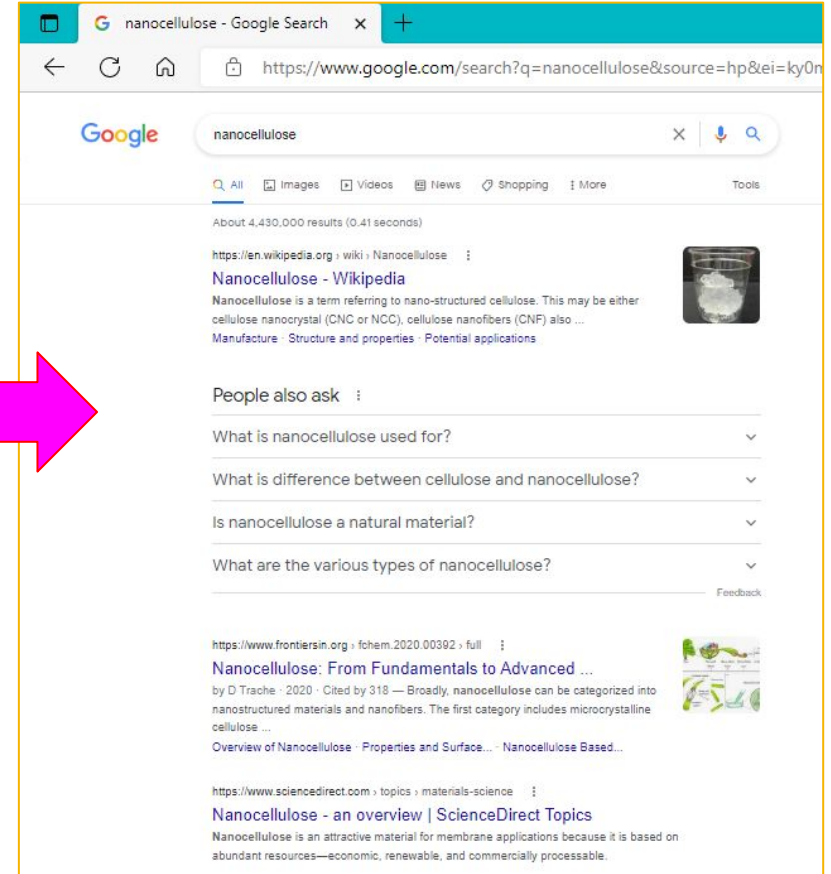 nanocellulose - Google Search
https://www.google.com/search?q=nanocellulose&source=hp&ei=ky0m
Google
nanocellulose
All Images Videos News Shopping More Tools
About 4,430,000 results (0.41 seconds)
https://en.wikipedia.org › wiki › Nanocellulose
Nanocellulose - Wikipedia
Nanocellulose is a term referring to nano-structured cellulose. This may be either
cellulose nanocrystal (CNC or NCC), cellulose nanofibers (CNF) also ...
Manufacture · Structure and properties · Potential applications
People also ask
What is nanocellulose used for?
What is difference between cellulose and nanocellulose?
Is nanocellulose a natural material?
What are the various types of nanocellulose?
Feedback
https://www.frontiersin.org › fchem.2020.00392 › full
Nanocellulose: From Fundamentals to Advanced ...
by D Trache · 2020 · Cited by 318 — Broadly, nanocellulose can be categorized into
nanostructured materials and nanofibers. The first category includes microcrystalline
cellulose ...
Overview of Nanocellulose · Properties and Surface... · Nanocellulose Based...
https://www.sciencedirect.com › topics › materials-science
Nanocellulose - an overview | ScienceDirect Topics
Nanocellulose is an attractive material for membrane applications because it is based on
abundant resources—economic, renewable, and commercially processable.